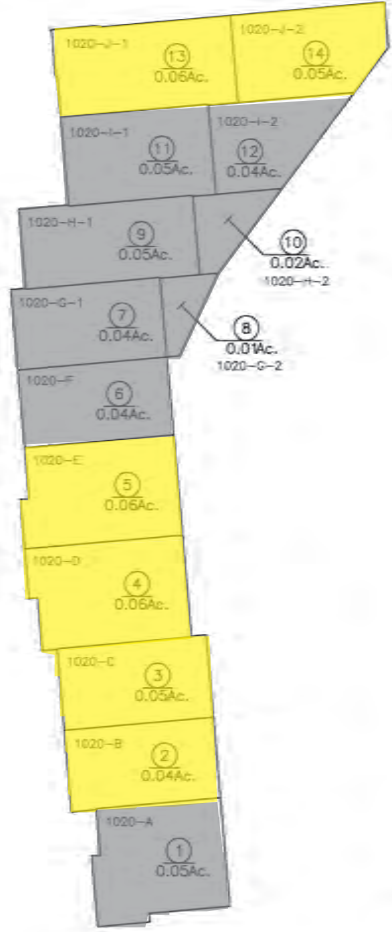 1020-J-1
13
0.06Ac.
1020-J-2
14
0.05Ac.
1020-I-1
11
0.05Ac.
1020-I-2
12
0.04Ac.
1020-H-1
9
0.05Ac.
10
0.02Ac.
1020-H-2
1020-G-1
7
0.04Ac.
8
0.01Ac.
1020-G-2
1020-F
6
0.04Ac.
1020-E
5
0.06Ac.
1020-D
4
0.06Ac.
1020-C
3
0.05Ac.
1020-B
2
0.04Ac.
1020-A
1
0.05Ac.